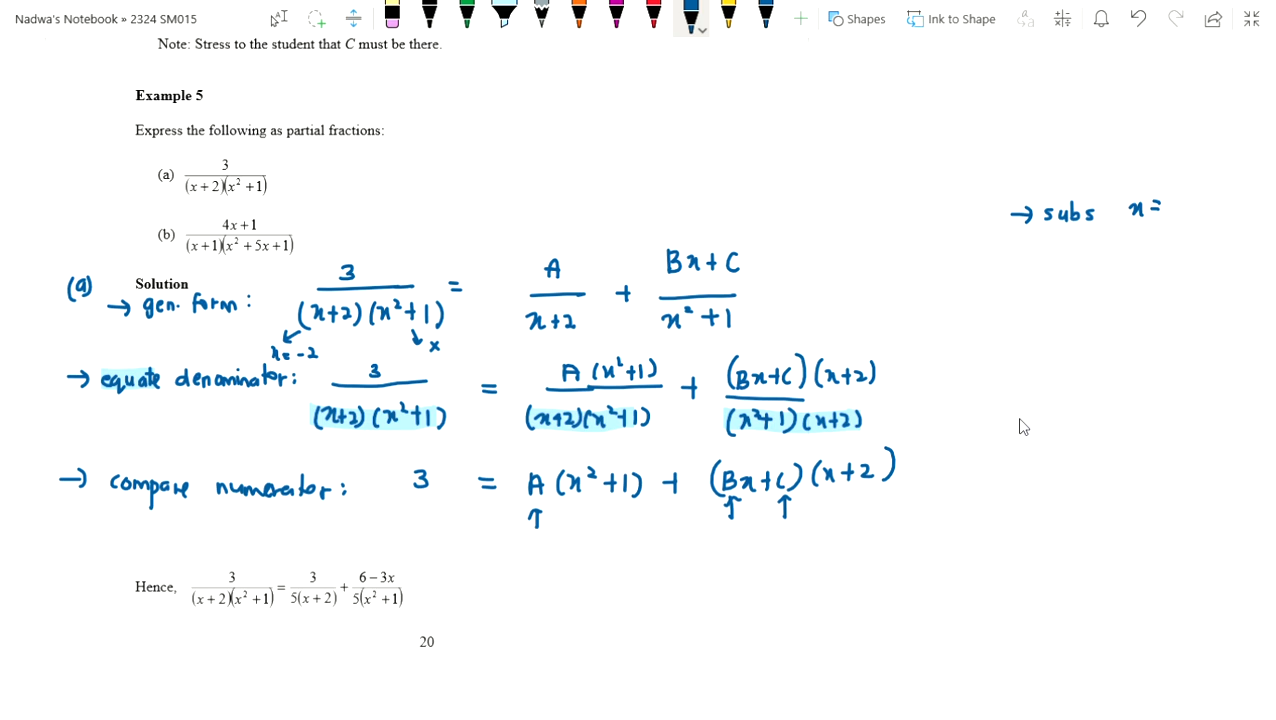 Nadwa's Notebook » 2324 SM015
Shapes
Ink to Shape
Note: Stress to the student that C must be there.
Example 5
Express the following as partial fractions:
(a) 3 / (x + 2)(x² + 1)
(b) 4x + 1 / (x + 1)(x² + 5x + 1)
→ subs x =
Solution
(a) → gen. form: 3 / (x+2)(x²+1) = A / x+2 + Bx+C / x²+1
x = -2
x
→ equate denominator: 3 / (x+2)(x²+1) = A(x²+1) / (x+2)(x²+1) + (Bx+C)(x+2) / (x²+1)(x+2)
→ compare numerator: 3 = A(x²+1) + (Bx+C)(x+2)
Hence, 3 / (x + 2)(x² + 1) = 3 / 5(x + 2) + 6 − 3x / 5(x² + 1)
20